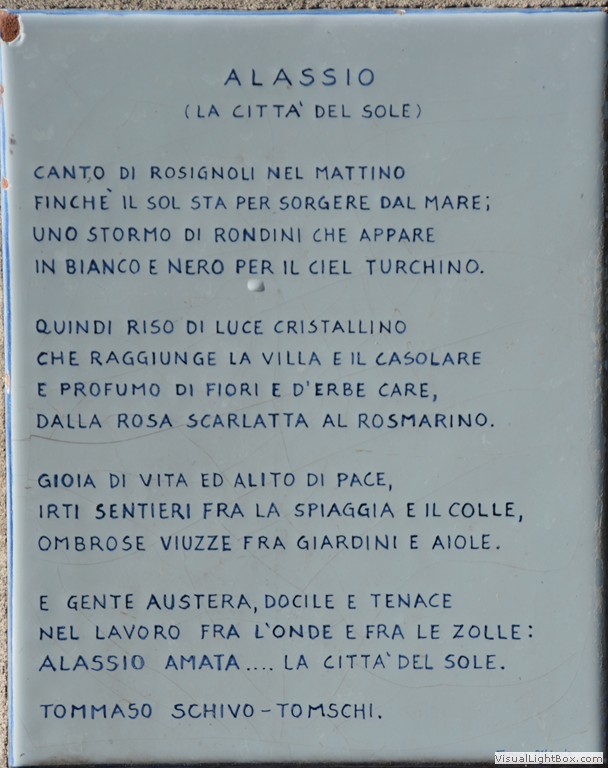 ALASSIO
(LA CITTA' DEL SOLE)
CANTO DI ROSIGNOLI NEL MATTINO
FINCHÈ IL SOL STA PER SORGERE DAL MARE;
UNO STORMO DI RONDINI CHE APPARE
IN BIANCO E NERO PER IL CIEL TURCHINO.
QUINDI RISO DI LUCE CRISTALLINO
CHE RAGGIUNGE LA VILLA E IL CASOLARE
E PROFUMO DI FIORI E D'ERBE CARE,
DALLA ROSA SCARLATTA AL ROSMARINO.
GIOIA DI VITA ED ALITO DI PACE,
IRTI SENTIERI FRA LA SPIAGGIA E IL COLLE,
OMBROSE VIUZZE FRA GIARDINI E AIOLE.
E GENTE AUSTERA, DOCILE E TENACE
NEL LAVORO FRA L'ONDE E FRA LE ZOLLE:
ALASSIO AMATA.... LA CITTA' DEL SOLE.
TOMMASO SCHIVO-TOMSCHI.
VisualLightBox.com